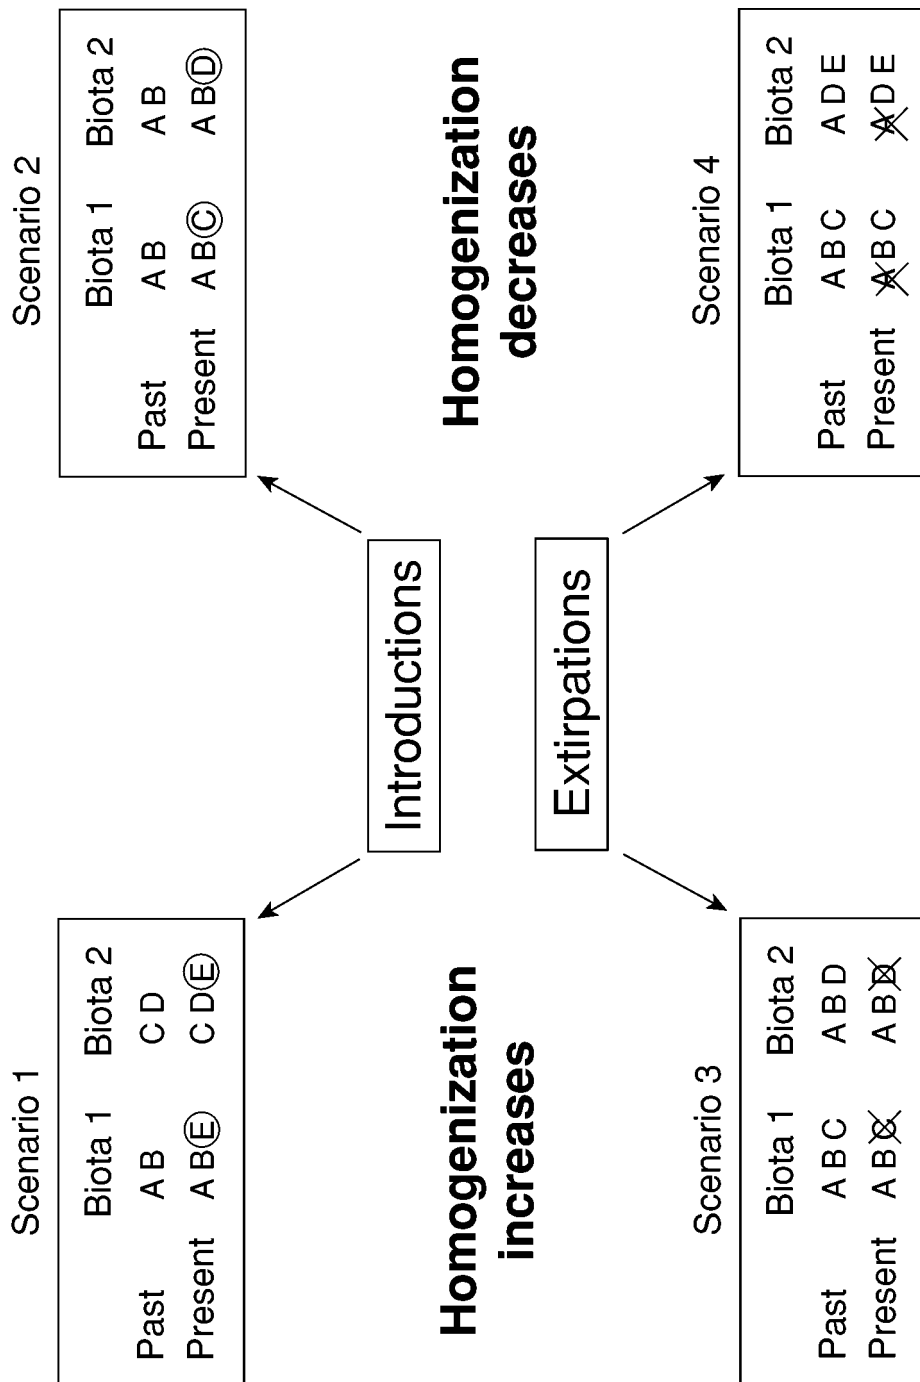 Scenario 1
Biota 1 Biota 2
Past A B C D
Present A B E C D E
Scenario 2
Biota 1 Biota 2
Past A B A B
Present A B C A B D
Introductions
Homogenization
increases
Homogenization
decreases
Extirpations
Scenario 3
Biota 1 Biota 2
Past A B C A B D
Present A B C A B D
Scenario 4
Biota 1 Biota 2
Past A B C A D E
Present A B C A D E